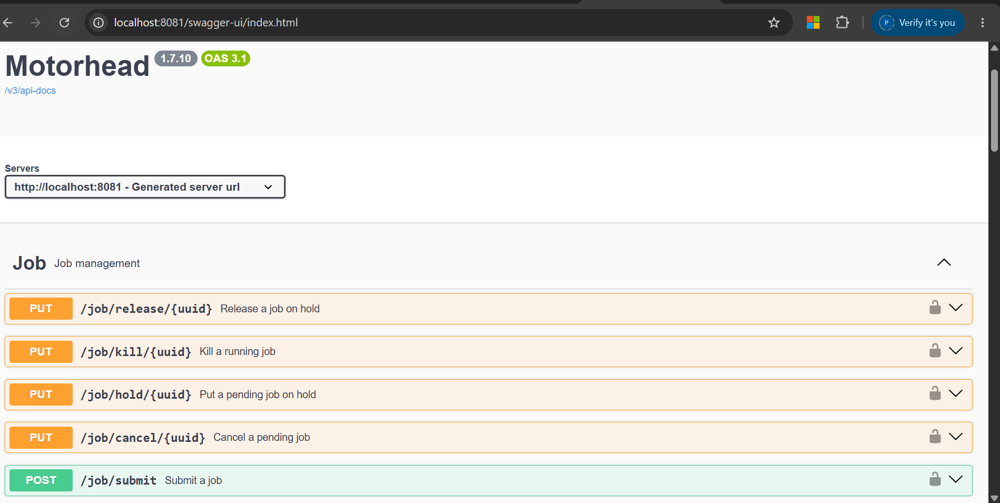 localhost:8081/swagger-ui/index.html
P Verify it's you
Motorhead 1.7.10 OAS 3.1
/v3/api-docs
Servers
http://localhost:8081 - Generated server url
Job Job management
PUT /job/release/{uuid} Release a job on hold
PUT /job/kill/{uuid} Kill a running job
PUT /job/hold/{uuid} Put a pending job on hold
PUT /job/cancel/{uuid} Cancel a pending job
POST /job/submit Submit a job